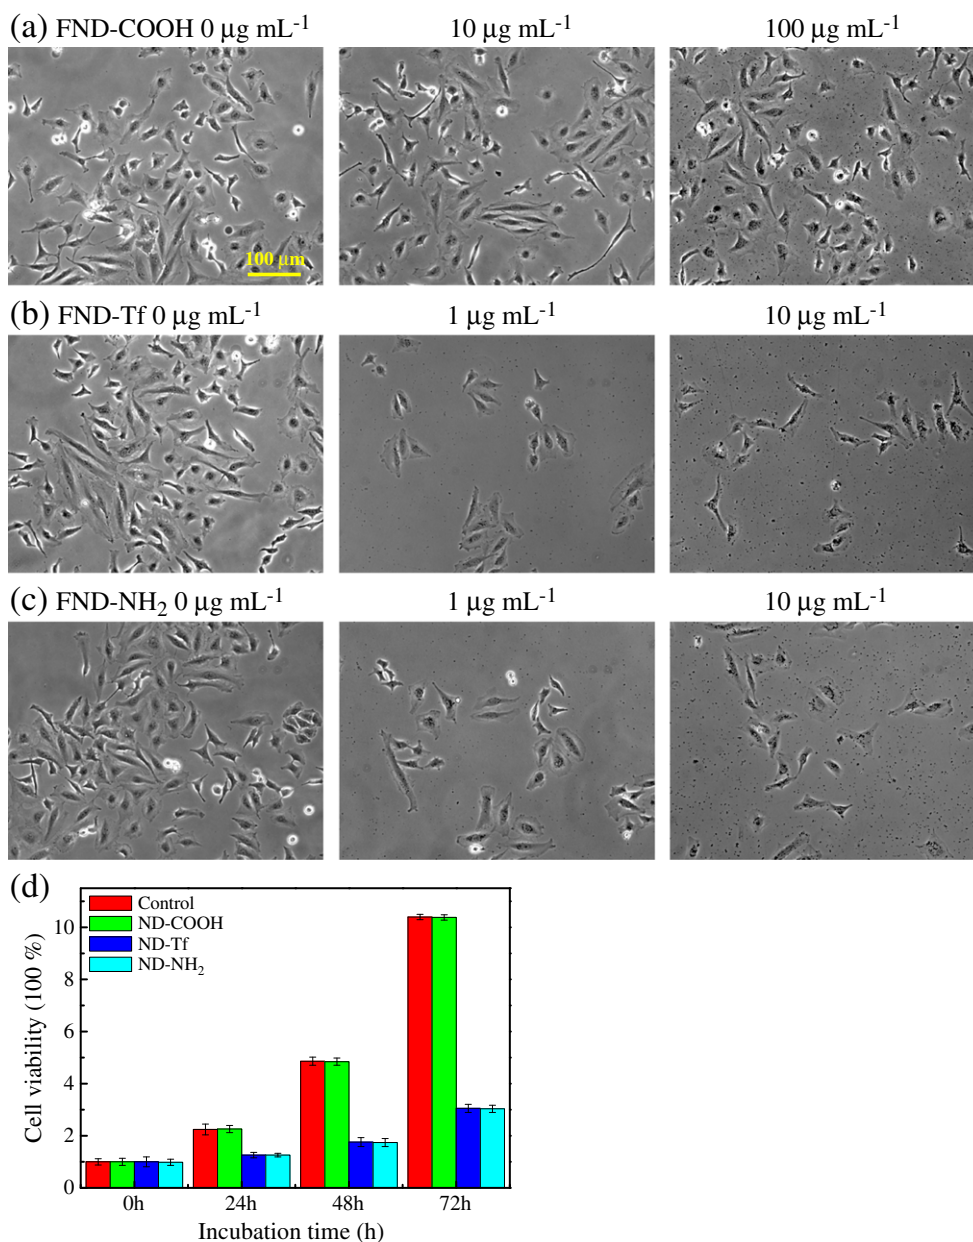 (a) FND-COOH 0 μg mL⁻¹ 10 μg mL⁻¹ 100 μg mL⁻¹
100 μm
(b) FND-Tf 0 μg mL⁻¹ 1 μg mL⁻¹ 10 μg mL⁻¹
(c) FND-NH₂ 0 μg mL⁻¹ 1 μg mL⁻¹ 10 μg mL⁻¹
(d)
Control
ND-COOH
ND-Tf
ND-NH₂
Cell viability (100 %)
10
8
6
4
2
0
0h 24h 48h 72h
Incubation time (h)